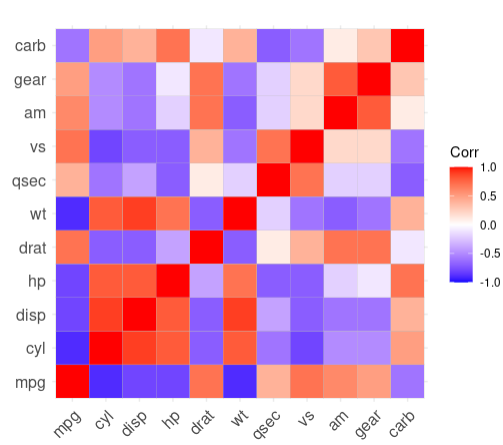 carb
gear
am
vs
qsec
wt
drat
hp
disp
cyl
mpg
mpg cyl disp hp drat wt qsec vs am gear carb
Corr
1.0
0.5
0.0
-0.5
-1.0